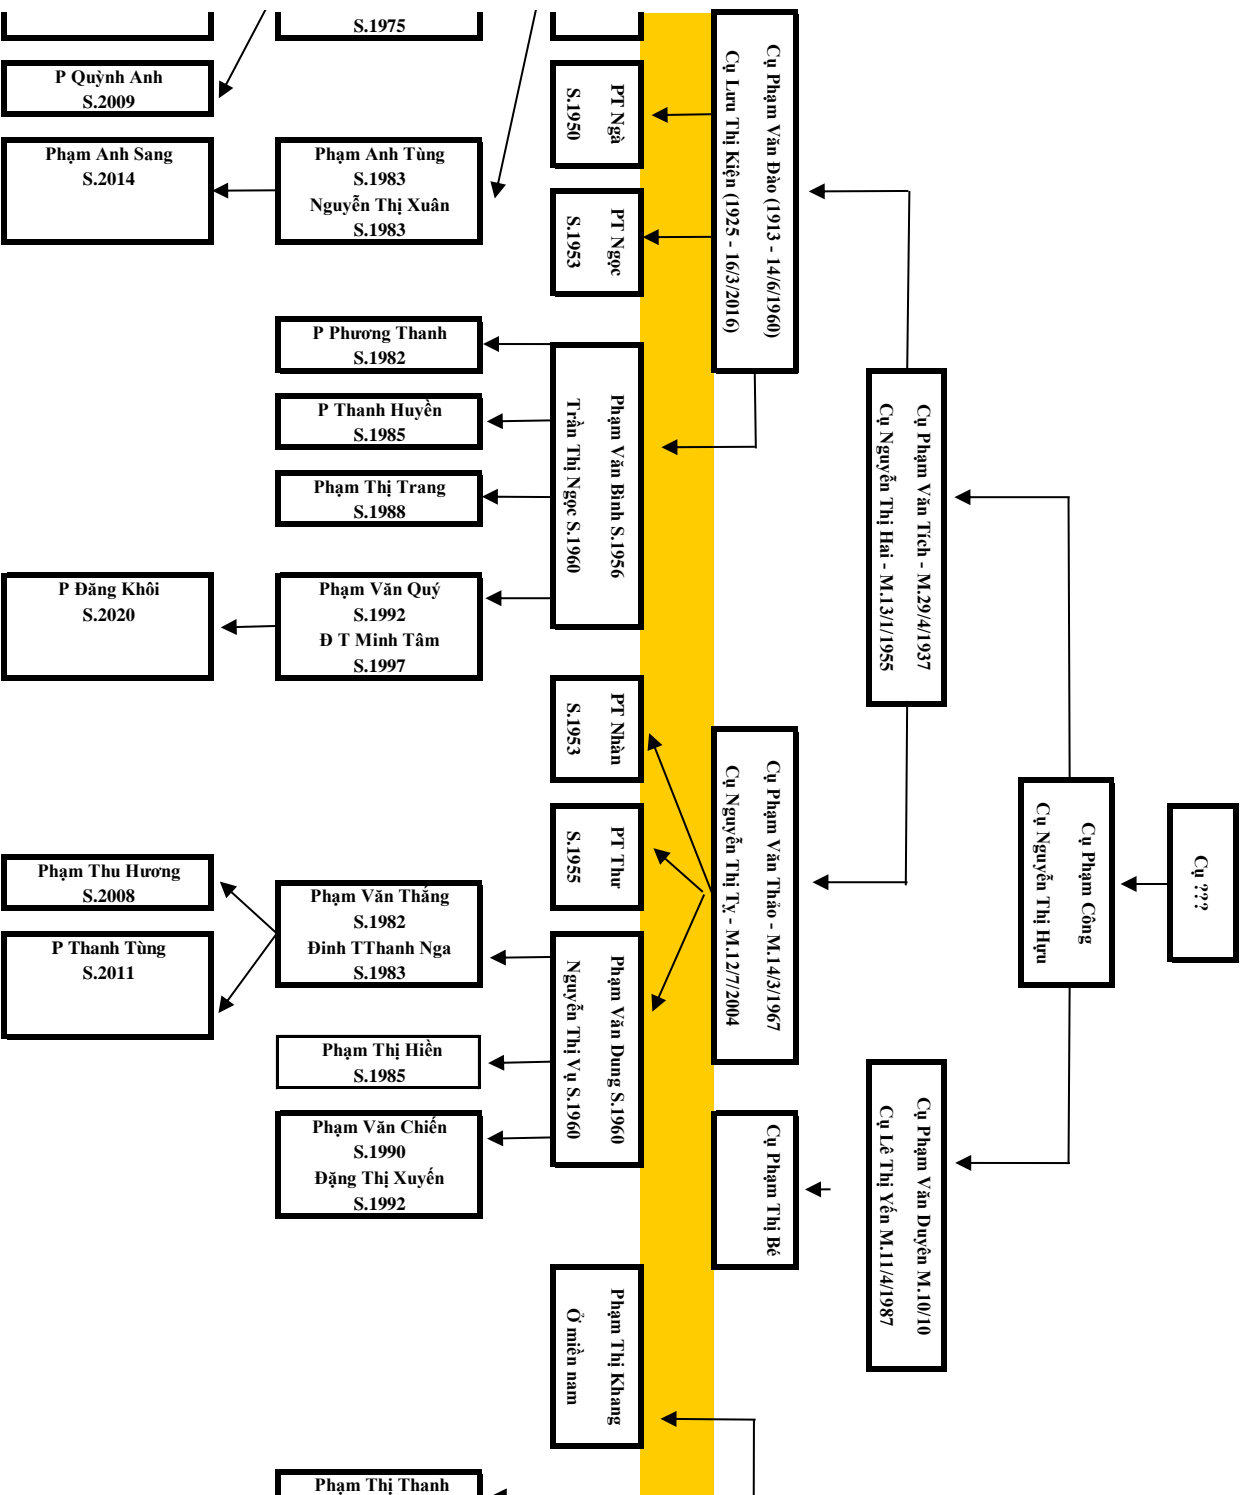 S.1975
P Quỳnh Anh
S.2009
Phạm Anh Sang
S.2014
Phạm Anh Tùng
S.1983
Nguyễn Thị Xuân
S.1983
PT Ngà
S.1950
PT Ngọc
S.1953
Cụ Phạm Văn Đào (1913 - 14/6/1960)
Cụ Lưu Thị Kiện (1925 - 16/3/2016)
P Phương Thanh
S.1982
P Thanh Huyền
S.1985
Phạm Thị Trang
S.1988
Phạm Văn Bình S.1956
Trần Thị Ngọc S.1960
Cụ Phạm Văn Tích - M.29/4/1937
Cụ Nguyễn Thị Hai - M.13/1/1955
P Đăng Khôi
S.2020
Phạm Văn Quý
S.1992
Đ T Minh Tâm
S.1997
PT Nhàn
S.1953
PT Thư
S.1955
Cụ Phạm Văn Thảo - M.14/3/1967
Cụ Nguyễn Thị Tỵ - M.12/7/2004
Cụ Phạm Công
Cụ Nguyễn Thị Hựu
Cụ ???
Phạm Thu Hương
S.2008
P Thanh Tùng
S.2011
Phạm Văn Thắng
S.1982
Đinh TThanh Nga
S.1983
Phạm Thị Hiền
S.1985
Phạm Văn Chiến
S.1990
Đặng Thị Xuyến
S.1992
Phạm Văn Dung S.1960
Nguyễn Thị Vụ S.1960
Cụ Phạm Thị Bé
Cụ Phạm Văn Duyên M.10/10
Cụ Lê Thị Yến M.11/4/1987
Phạm Thị Khang
Ở miền nam
Phạm Thị Thanh